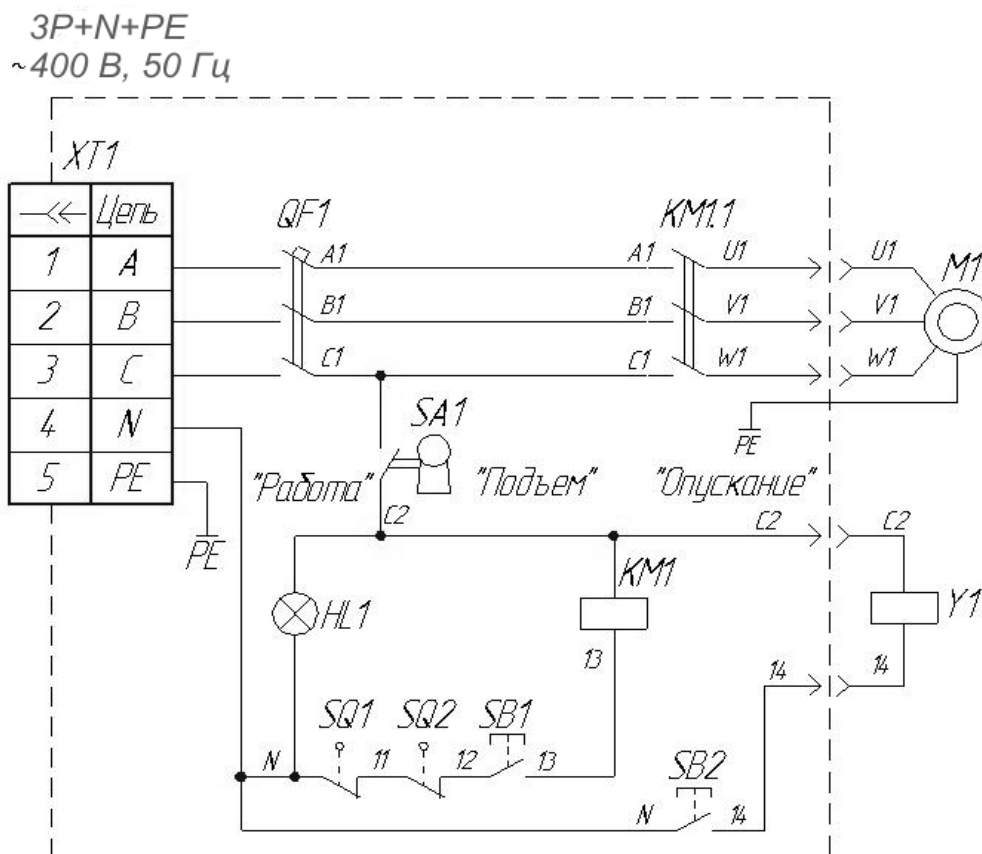 3P+N+PE
~400 В, 50 Гц
XT1
Цепь
QF1
KM1.1
1 A
A1
A1
U1
U1
M1
2 B
B1
B1
V1
V1
3 C
C1
C1
W1
W1
4 N
SA1
PE
5 PE
"Работа"
"Подъем"
"Опускание"
C2
C2
C2
PE
KM1
HL1
Y1
13
14
14
SQ1
SQ2
SB1
N
11
12
13
SB2
N
14